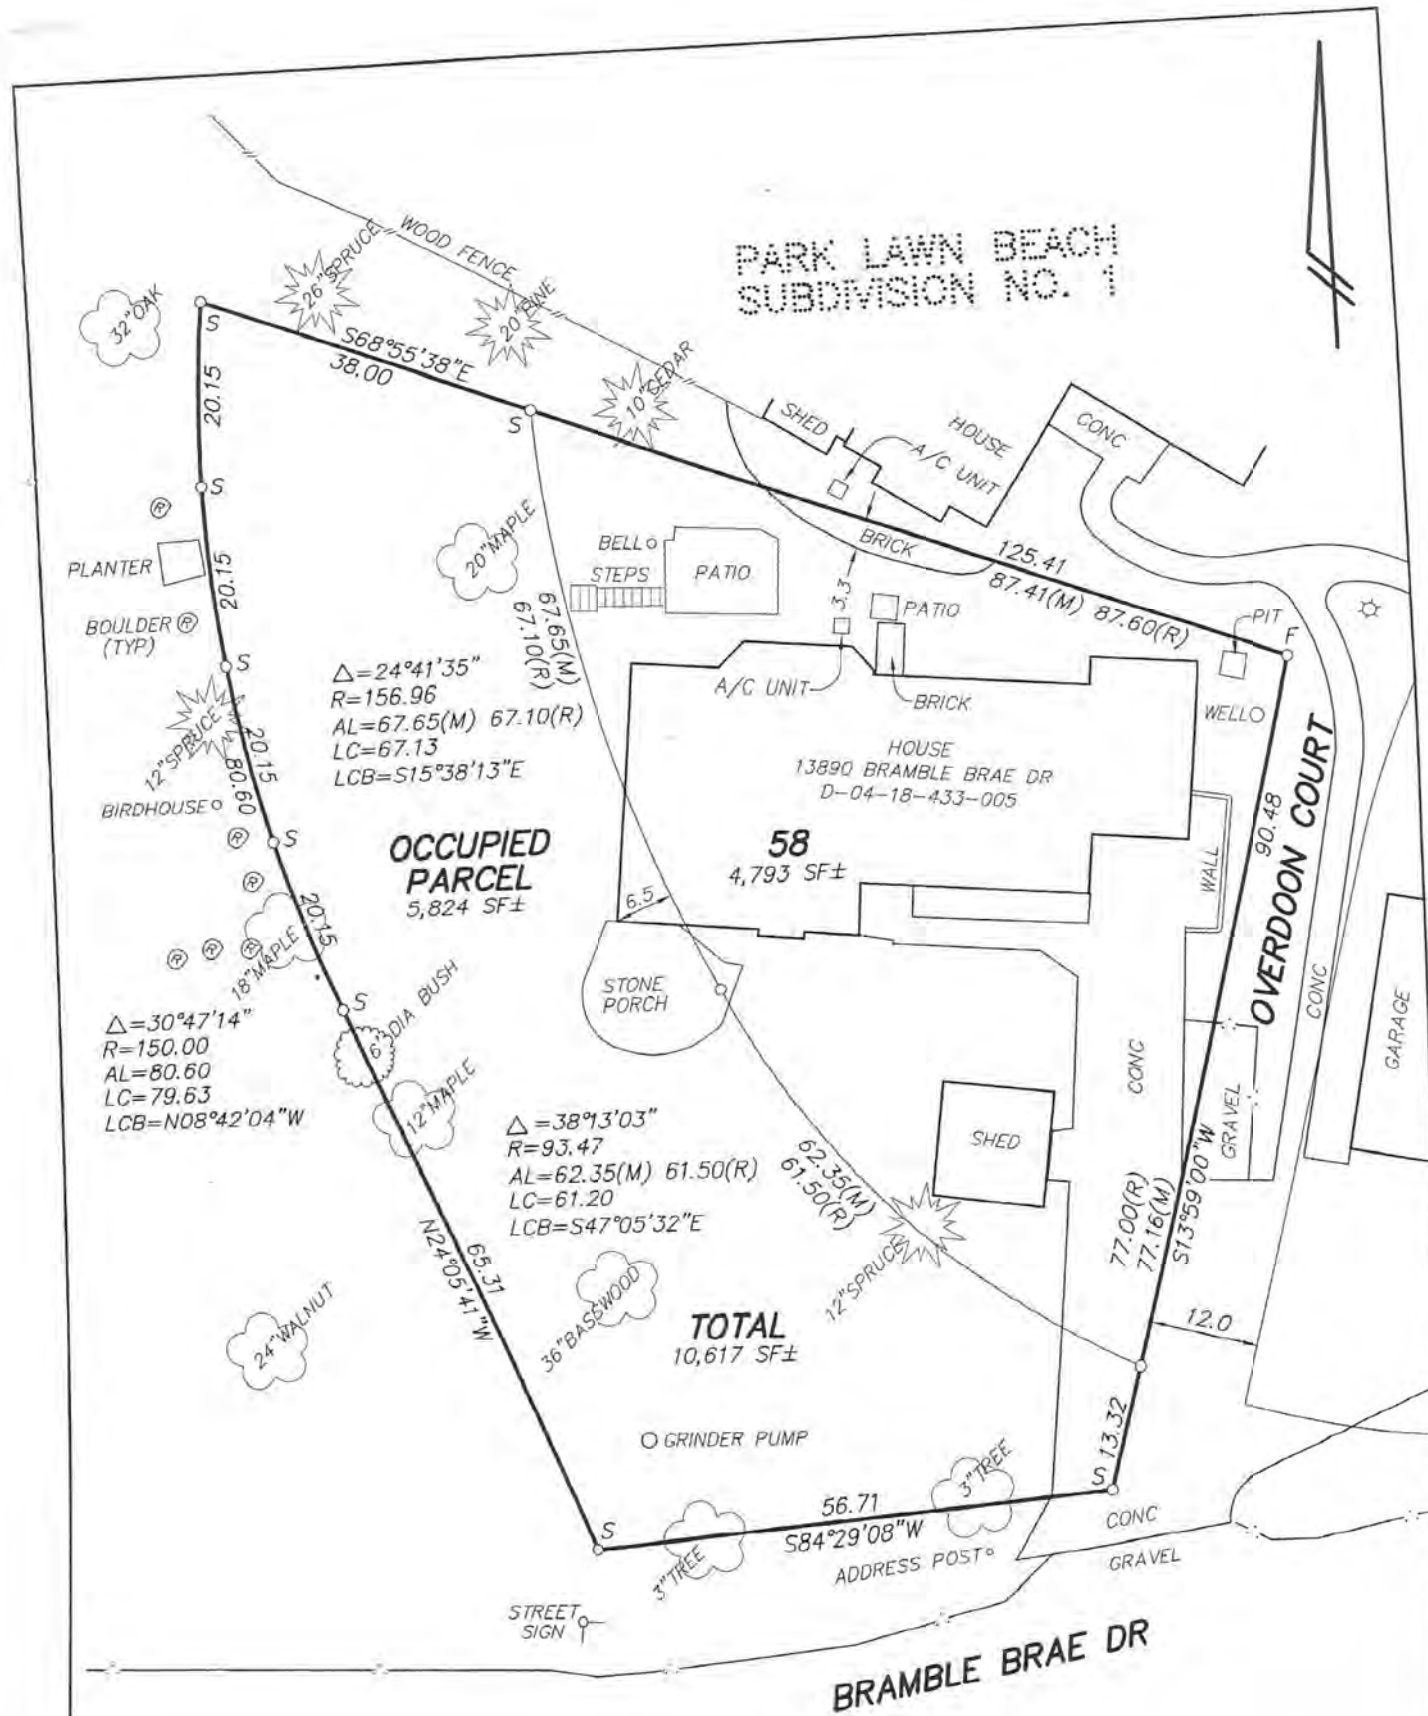 PARK LAWN BEACH
SUBDIVISION NO. 1
32" OAK
26" SPRUCE
WOOD FENCE
20" PINE
10" CEDAR
S
S68°55'38"E
38.00
S
20.15
S
SHED
HOUSE
A/C UNIT
CONC
BRICK
125.41
87.41(M) 87.60(R)
F
PIT
R
PLANTER
20.15
BOULDER R
(TYP)
S
20" MAPLE
BELL
STEPS
PATIO
67.65(M)
67.10(R)
3.3
PATIO
A/C UNIT
BRICK
WELL
△=24°41'35"
R=156.96
AL=67.65(M) 67.10(R)
LC=67.13
LCB=S15°38'13"E
12" SPRUCE
20.15
80.60
BIRDHOUSE
R
S
HOUSE
13890 BRAMBLE BRAE DR
D-04-18-433-005
58
4,793 SF±
OCCUPIED
PARCEL
5,824 SF±
6.5
WALL
90.48
OVERDOON COURT
R
20.15
R
R
R
18" MAPLE
S
6' DIA BUSH
STONE
PORCH
CONC
CONC
GARAGE
△=30°47'14"
R=150.00
AL=80.60
LC=79.63
LCB=N08°42'04"W
12" MAPLE
△=38°13'03"
R=93.47
AL=62.35(M) 61.50(R)
LC=61.20
LCB=S47°05'32"E
SHED
GRAVEL
62.35(M)
61.50(R)
77.00(R)
77.16(M)
S13°59'00"W
12" SPRUCE
65.31
N24°05'41"W
24" WALNUT
36" BASSWOOD
TOTAL
10,617 SF±
12.0
GRINDER PUMP
13.32
S
3" TREE
56.71
S84°29'08"W
S
3" TREE
CONC
ADDRESS POST
GRAVEL
STREET
SIGN
BRAMBLE BRAE DR